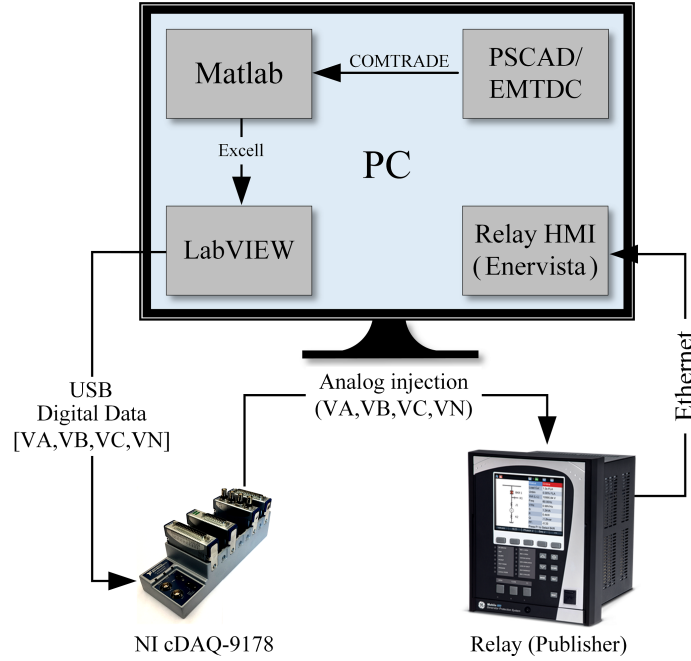 Matlab
COMTRADE
PSCAD/
EMTDC
Excell
PC
LabVIEW
Relay HMI
(Enervista)
USB
Digital Data
[VA,VB,VC,VN]
Analog injection
(VA,VB,VC,VN)
Ethernet
NI cDAQ-9178
Relay (Publisher)